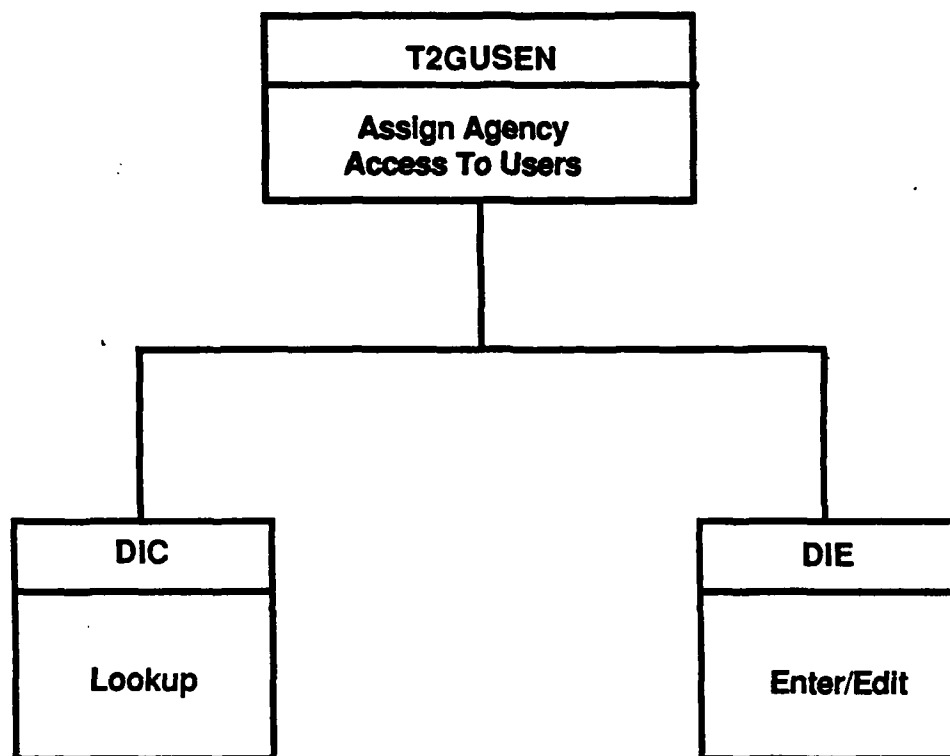 T2GUSEN
Assign Agency
Access To Users
DIC
DIE
Lookup
Enter/Edit